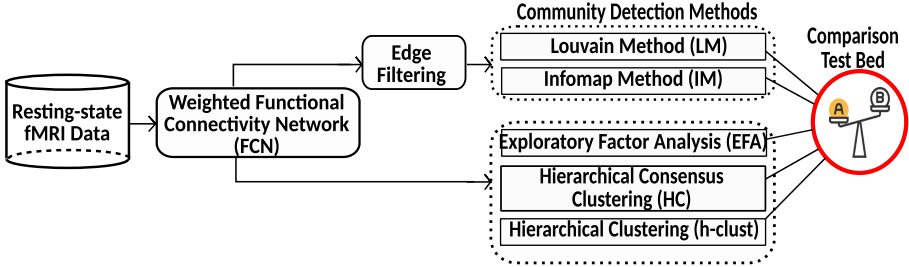 Community Detection Methods
Louvain Method (LM)
Infomap Method (IM)
Edge
Filtering
Comparison
Test Bed
A
B
Resting-state
fMRI Data
Weighted Functional
Connectivity Network
(FCN)
Exploratory Factor Analysis (EFA)
Hierarchical Consensus
Clustering (HC)
Hierarchical Clustering (h-clust)